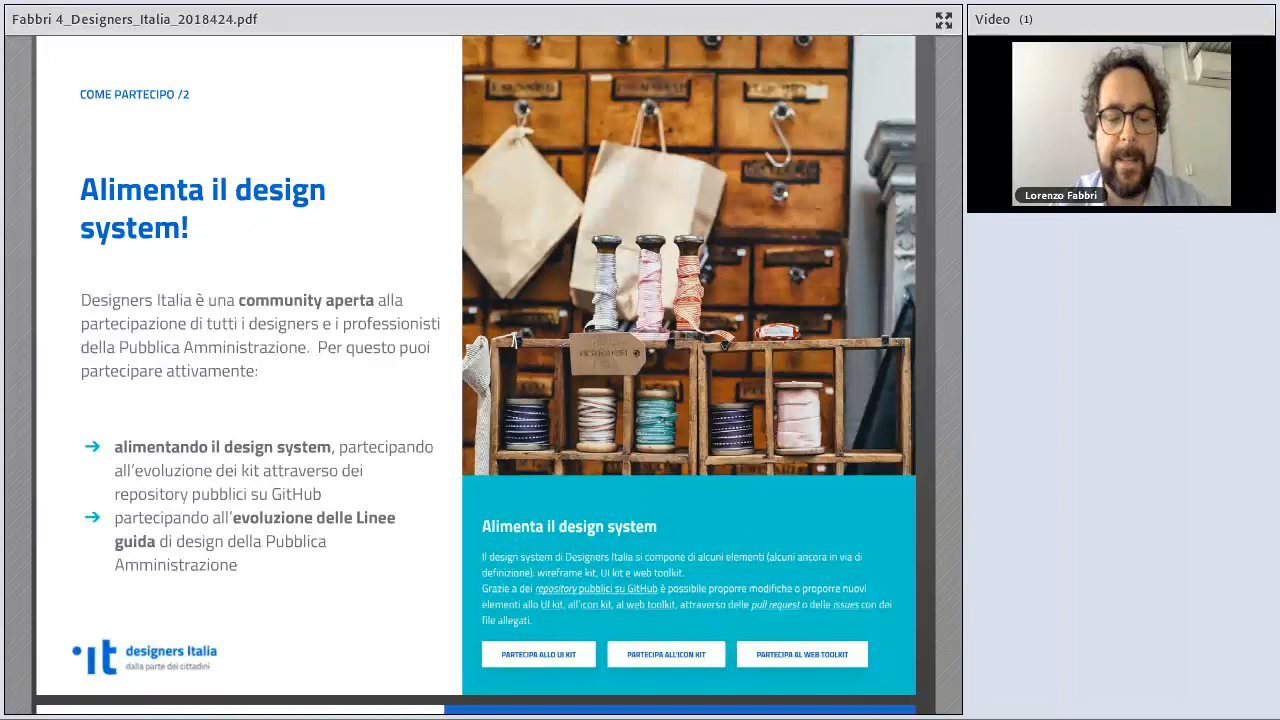 Fabbri 4_Designers_Italia_2018424.pdf
Video (1)
Lorenzo Fabbri
COME PARTECIPO /2
Alimenta il design
system!
Designers Italia è una community aperta alla
partecipazione di tutti i designers e i professionisti
della Pubblica Amministrazione. Per questo puoi
partecipare attivamente:
➔ alimentando il design system, partecipando
all'evoluzione dei kit attraverso dei
repository pubblici su GitHub
➔ partecipando all'evoluzione delle Linee
guida di design della Pubblica
Amministrazione
it designers Italia
dalla parte dei cittadini
Alimenta il design system
Il design system di Designers Italia si compone di alcuni elementi (alcuni ancora in via di
definizione): wireframe kit, UI kit e web toolkit.
Grazie a dei repository pubblici su GitHub è possibile proporre modifiche o proporre nuovi
elementi allo UI kit, all'icon kit, al web toolkit, attraverso delle pull request o delle issues con dei
file allegati.
PARTECIPA ALLO UI KIT
PARTECIPA ALL'ICON KIT
PARTECIPA AL WEB TOOLKIT